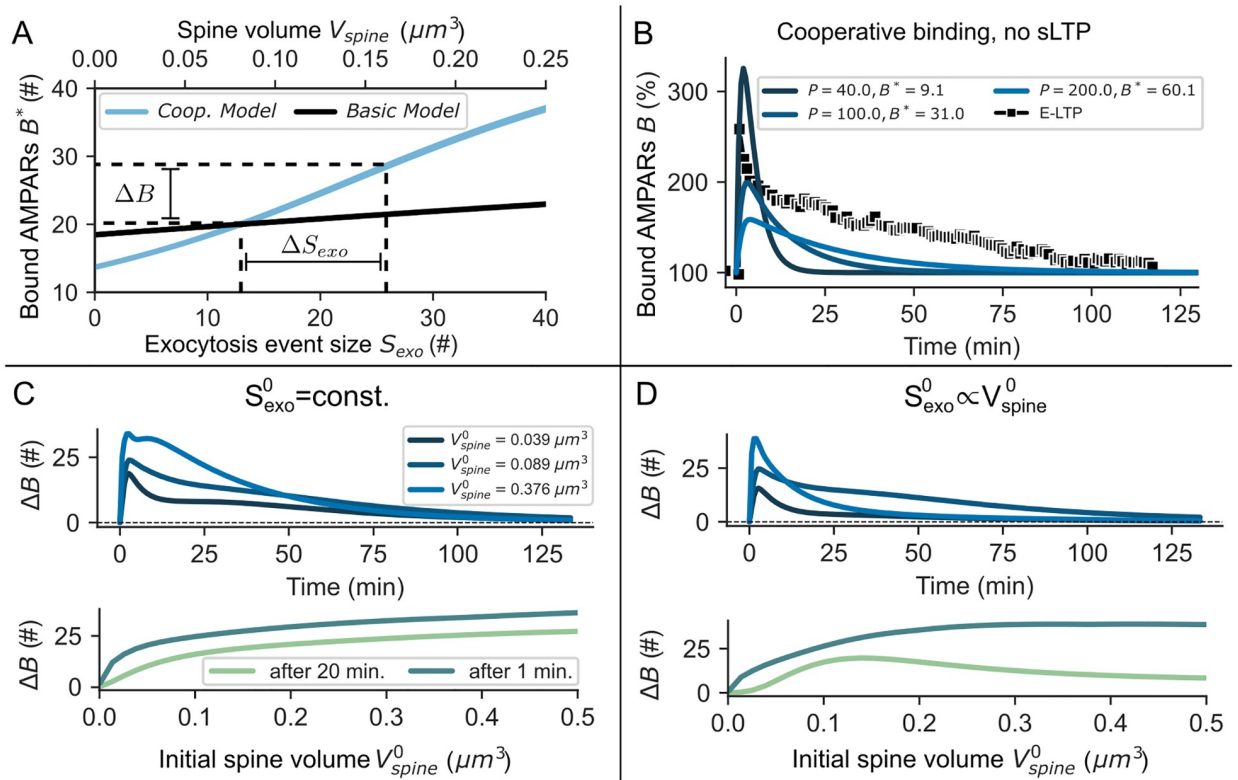 A
Spine volume V_spine (μm³)
0.00 0.05 0.10 0.15 0.20 0.25
Bound AMPARs B* (#)
40
30
20
10
Coop. Model Basic Model
ΔB
ΔS_exo
0 10 20 30 40
Exocytosis event size S_exo (#)
B
Cooperative binding, no sLTP
Bound AMPARs B (%)
300
200
100
P = 40.0, B* = 9.1 P = 200.0, B* = 60.1
P = 100.0, B* = 31.0 E-LTP
0 25 50 75 100 125
Time (min)
C
S⁰_exo=const.
ΔB (#)
25
0
V⁰_spine = 0.039 μm³
V⁰_spine = 0.089 μm³
V⁰_spine = 0.376 μm³
0 25 50 75 100 125
Time (min)
ΔB (#)
25
0
after 20 min. after 1 min.
0.0 0.1 0.2 0.3 0.4 0.5
Initial spine volume V⁰_spine (μm³)
D
S⁰_exo∝V⁰_spine
ΔB (#)
25
0
0 25 50 75 100 125
Time (min)
ΔB (#)
25
0
0.0 0.1 0.2 0.3 0.4 0.5
Initial spine volume V⁰_spine (μm³)